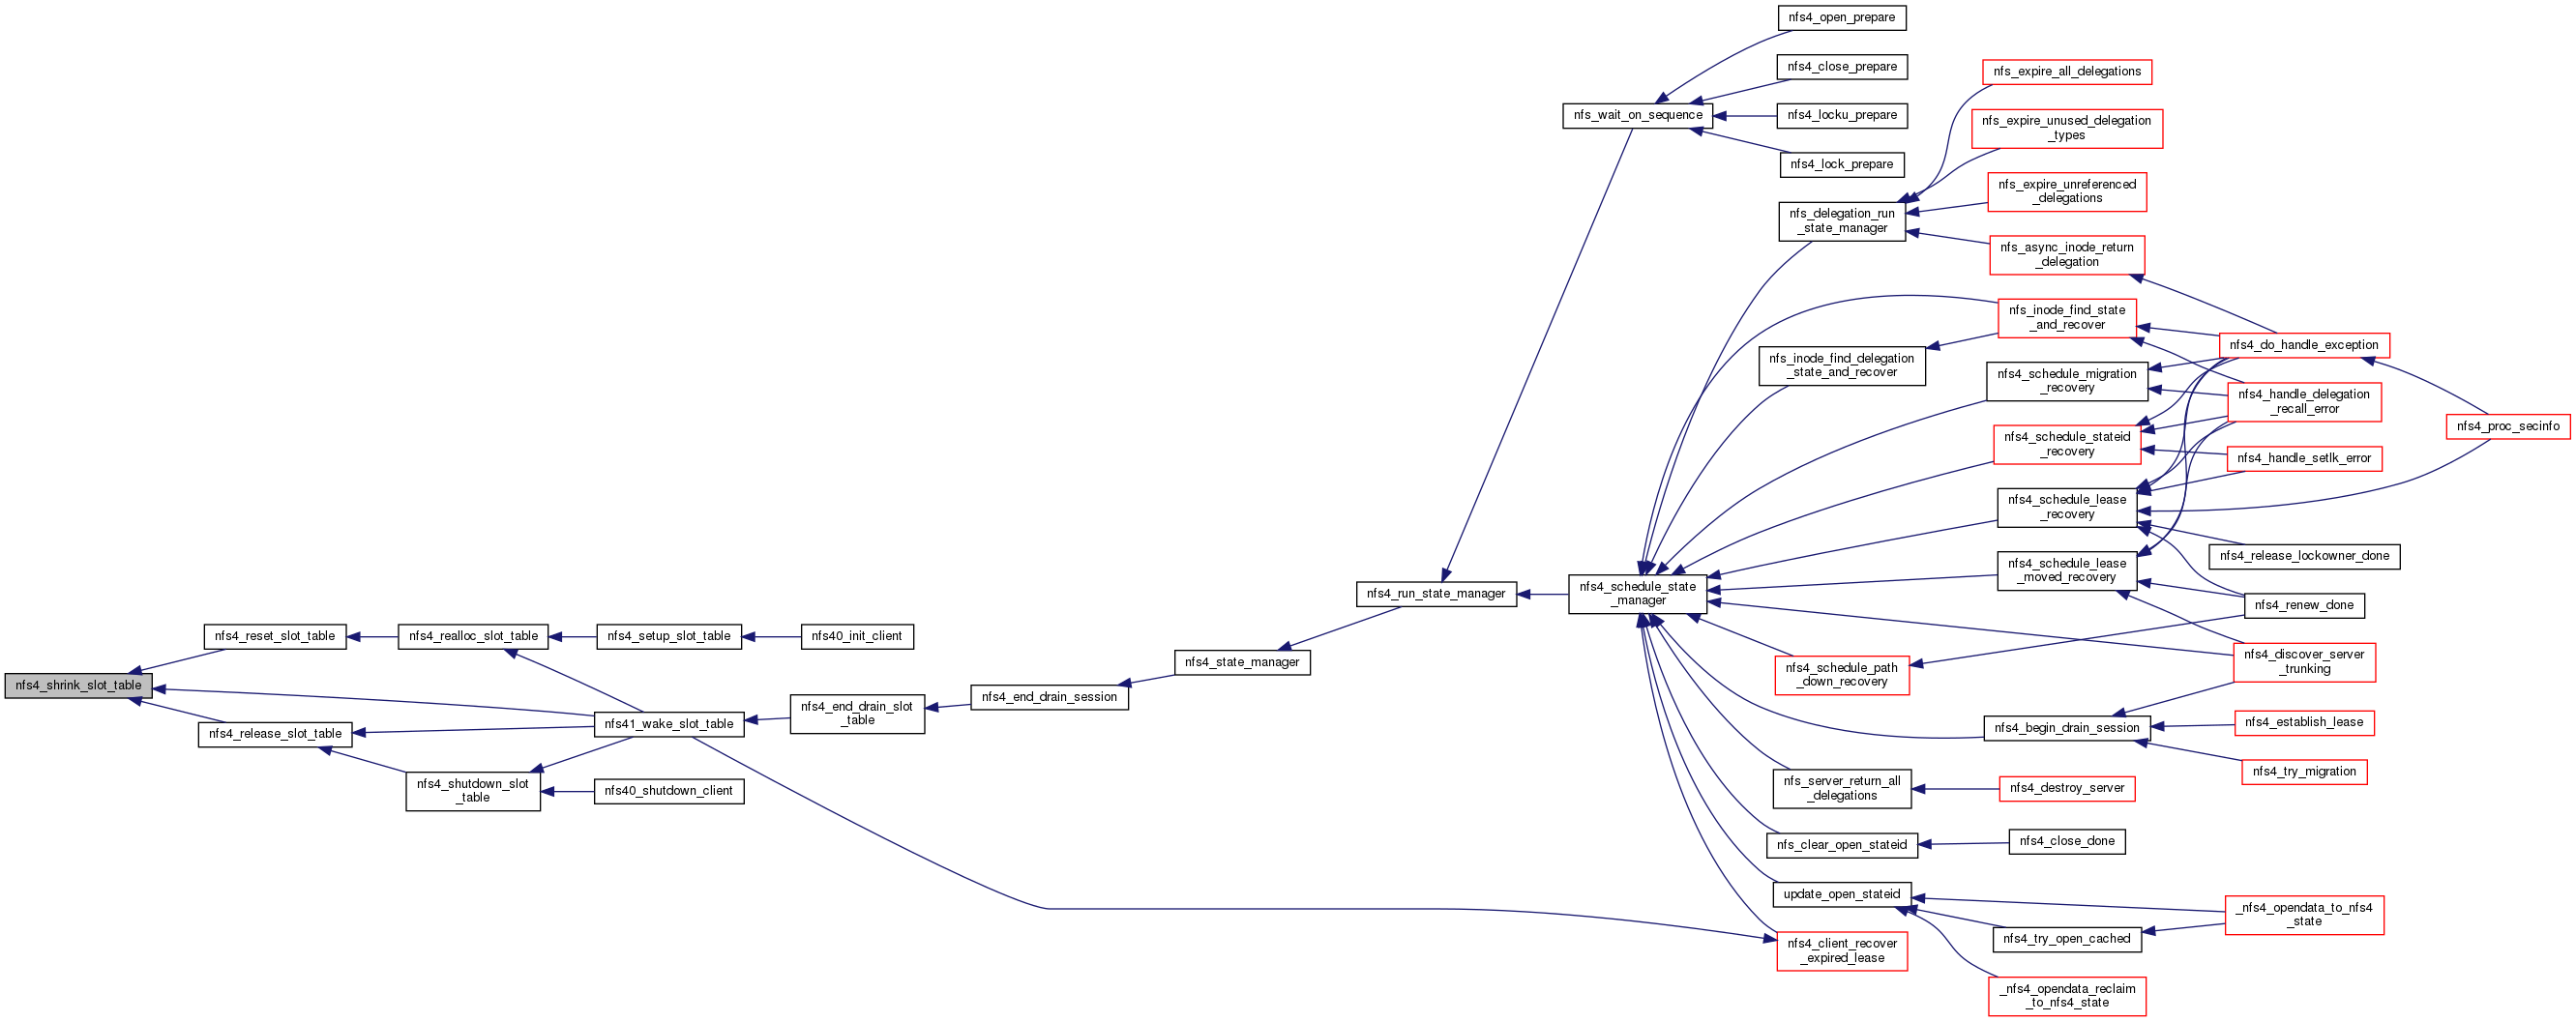 nfs4_shrink_slot_table
nfs4_reset_slot_table
nfs4_release_slot_table
nfs4_realloc_slot_table
nfs4_shutdown_slot
_table
nfs4_setup_slot_table
nfs41_wake_slot_table
nfs40_shutdown_client
nfs40_init_client
nfs4_end_drain_slot
_table
nfs4_end_drain_session
nfs4_state_manager
nfs4_run_state_manager
nfs_wait_on_sequence
nfs4_schedule_state
_manager
nfs4_open_prepare
nfs4_close_prepare
nfs4_locku_prepare
nfs4_lock_prepare
nfs_delegation_run
_state_manager
nfs_inode_find_delegation
_state_and_recover
nfs4_schedule_path
_down_recovery
nfs_server_return_all
_delegations
nfs_clear_open_stateid
update_open_stateid
nfs4_client_recover
_expired_lease
nfs_expire_all_delegations
nfs_expire_unused_delegation
_types
nfs_expire_unreferenced
_delegations
nfs_async_inode_return
_delegation
nfs_inode_find_state
_and_recover
nfs4_schedule_migration
_recovery
nfs4_schedule_stateid
_recovery
nfs4_schedule_lease
_recovery
nfs4_schedule_lease
_moved_recovery
nfs4_begin_drain_session
nfs4_destroy_server
nfs4_close_done
nfs4_try_open_cached
_nfs4_opendata_reclaim
_to_nfs4_state
nfs4_do_handle_exception
nfs4_handle_delegation
_recall_error
nfs4_handle_setlk_error
nfs4_release_lockowner_done
nfs4_renew_done
nfs4_discover_server
_trunking
nfs4_establish_lease
nfs4_try_migration
_nfs4_opendata_to_nfs4
_state
nfs4_proc_secinfo